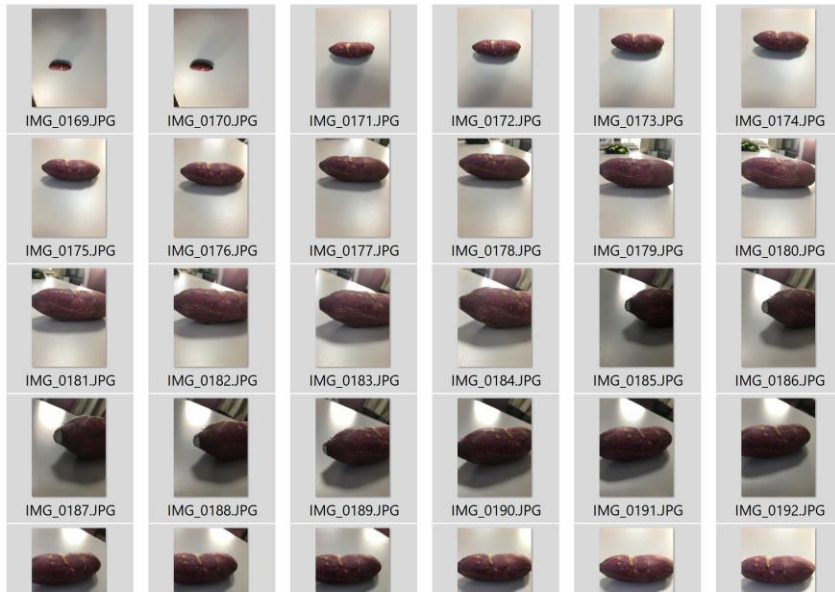 IMG_0169.JPG IMG_0170.JPG IMG_0171.JPG IMG_0172.JPG IMG_0173.JPG IMG_0174.JPG
IMG_0175.JPG IMG_0176.JPG IMG_0177.JPG IMG_0178.JPG IMG_0179.JPG IMG_0180.JPG
IMG_0181.JPG IMG_0182.JPG IMG_0183.JPG IMG_0184.JPG IMG_0185.JPG IMG_0186.JPG
IMG_0187.JPG IMG_0188.JPG IMG_0189.JPG IMG_0190.JPG IMG_0191.JPG IMG_0192.JPG